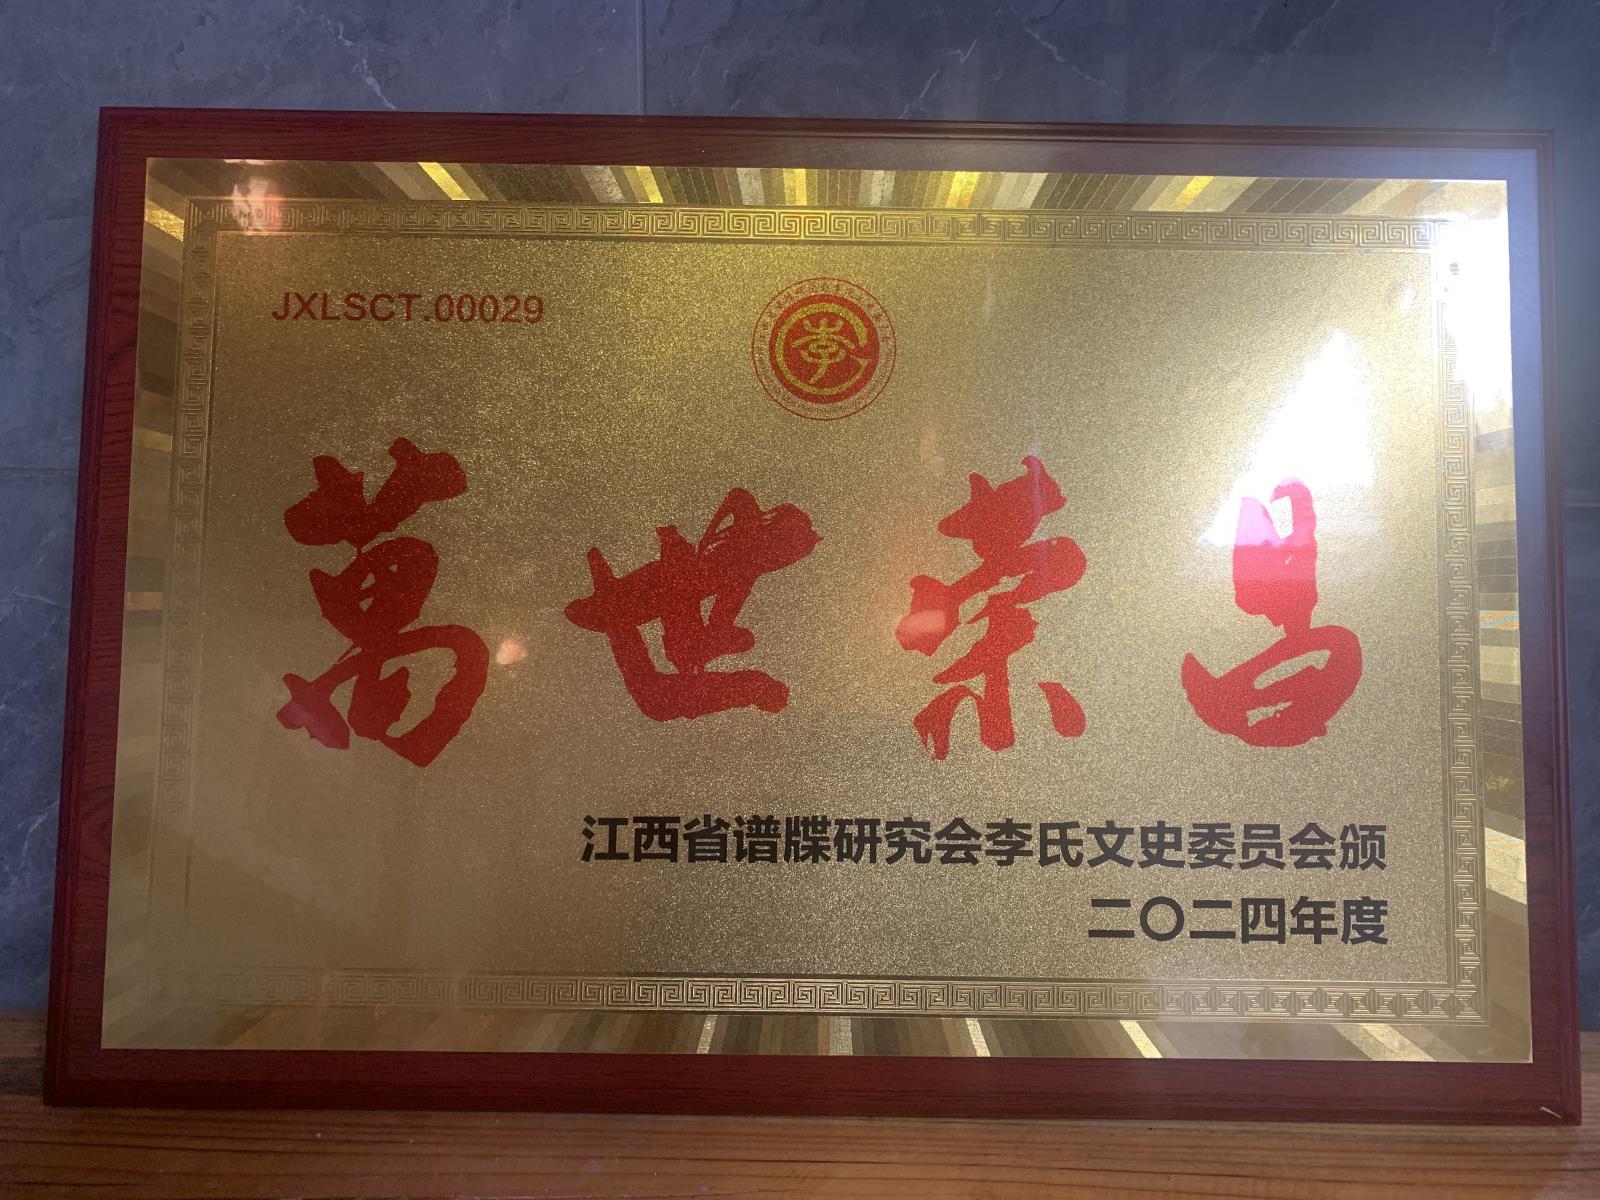 JXLSCT.00029
李
萬世荣昌
江西省谱牒研究会李氏文史委员会颁
二〇二四年度